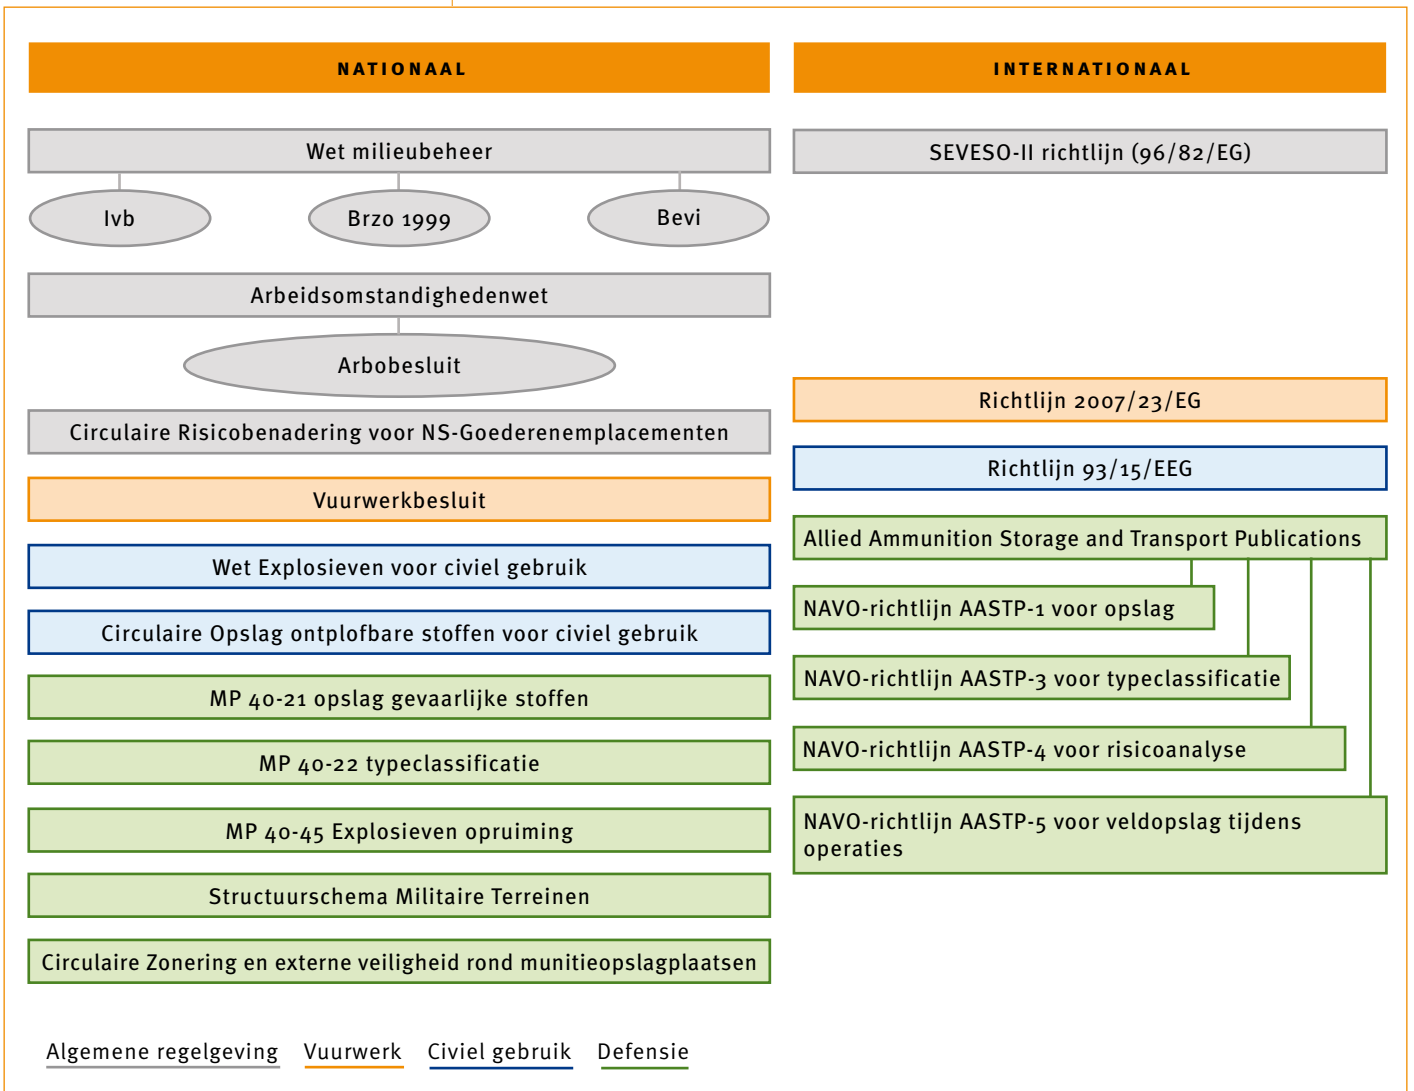 NATIONAAL
Wet milieubeheer
Ivb
Brzo 1999
Bevi
Arbeidsomstandighedenwet
Arbobesluit
Circulaire Risicobenadering voor NS-Goederenemplacementen
Vuurwerkbesluit
Wet Explosieven voor civiel gebruik
Circulaire Opslag ontplofbare stoffen voor civiel gebruik
MP 40-21 opslag gevaarlijke stoffen
MP 40-22 typeclassificatie
MP 40-45 Explosieven opruiming
Structuurschema Militaire Terreinen
Circulaire Zonering en externe veiligheid rond munitieopslagplaatsen
INTERNATIONAAL
SEVESO-II richtlijn (96/82/EG)
Richtlijn 2007/23/EG
Richtlijn 93/15/EEG
Allied Ammunition Storage and Transport Publications
NAVO-richtlijn AASTP-1 voor opslag
NAVO-richtlijn AASTP-3 voor typeclassificatie
NAVO-richtlijn AASTP-4 voor risicoanalyse
NAVO-richtlijn AASTP-5 voor veldopslag tijdens
operaties
Algemene regelgeving Vuurwerk Civiel gebruik Defensie